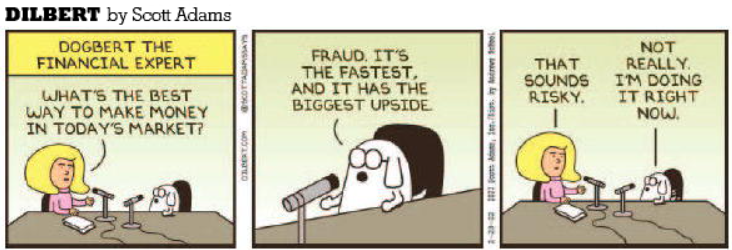 DILBERT by Scott Adams
DOGBERT THE
FINANCIAL EXPERT
WHAT'S THE BEST
WAY TO MAKE MONEY
IN TODAY'S MARKET?
DILBERT.COM @SCOTTADAMSSAYS
FRAUD. IT'S
THE FASTEST,
AND IT HAS THE
BIGGEST UPSIDE.
Scott Adams, Inc./Dist. by Andrews McMeel
THAT
SOUNDS
RISKY.
NOT
REALLY.
I'M DOING
IT RIGHT
NOW.